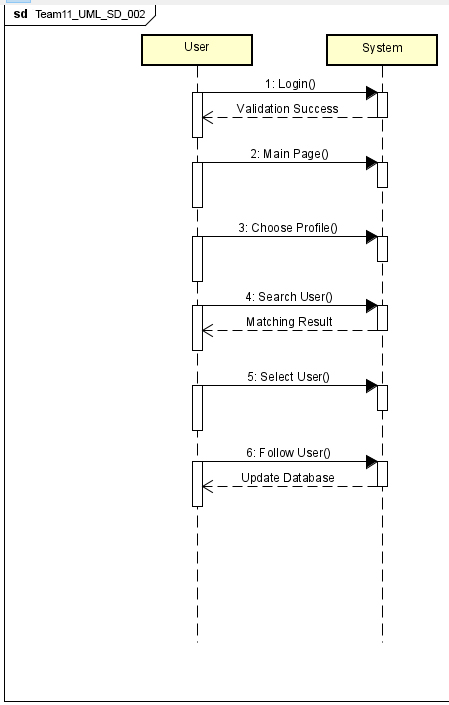 sd Team11_UML_SD_002
User System
1: Login()
Validation Success
2: Main Page()
3: Choose Profile()
4: Search User()
Matching Result
5: Select User()
6: Follow User()
Update Database